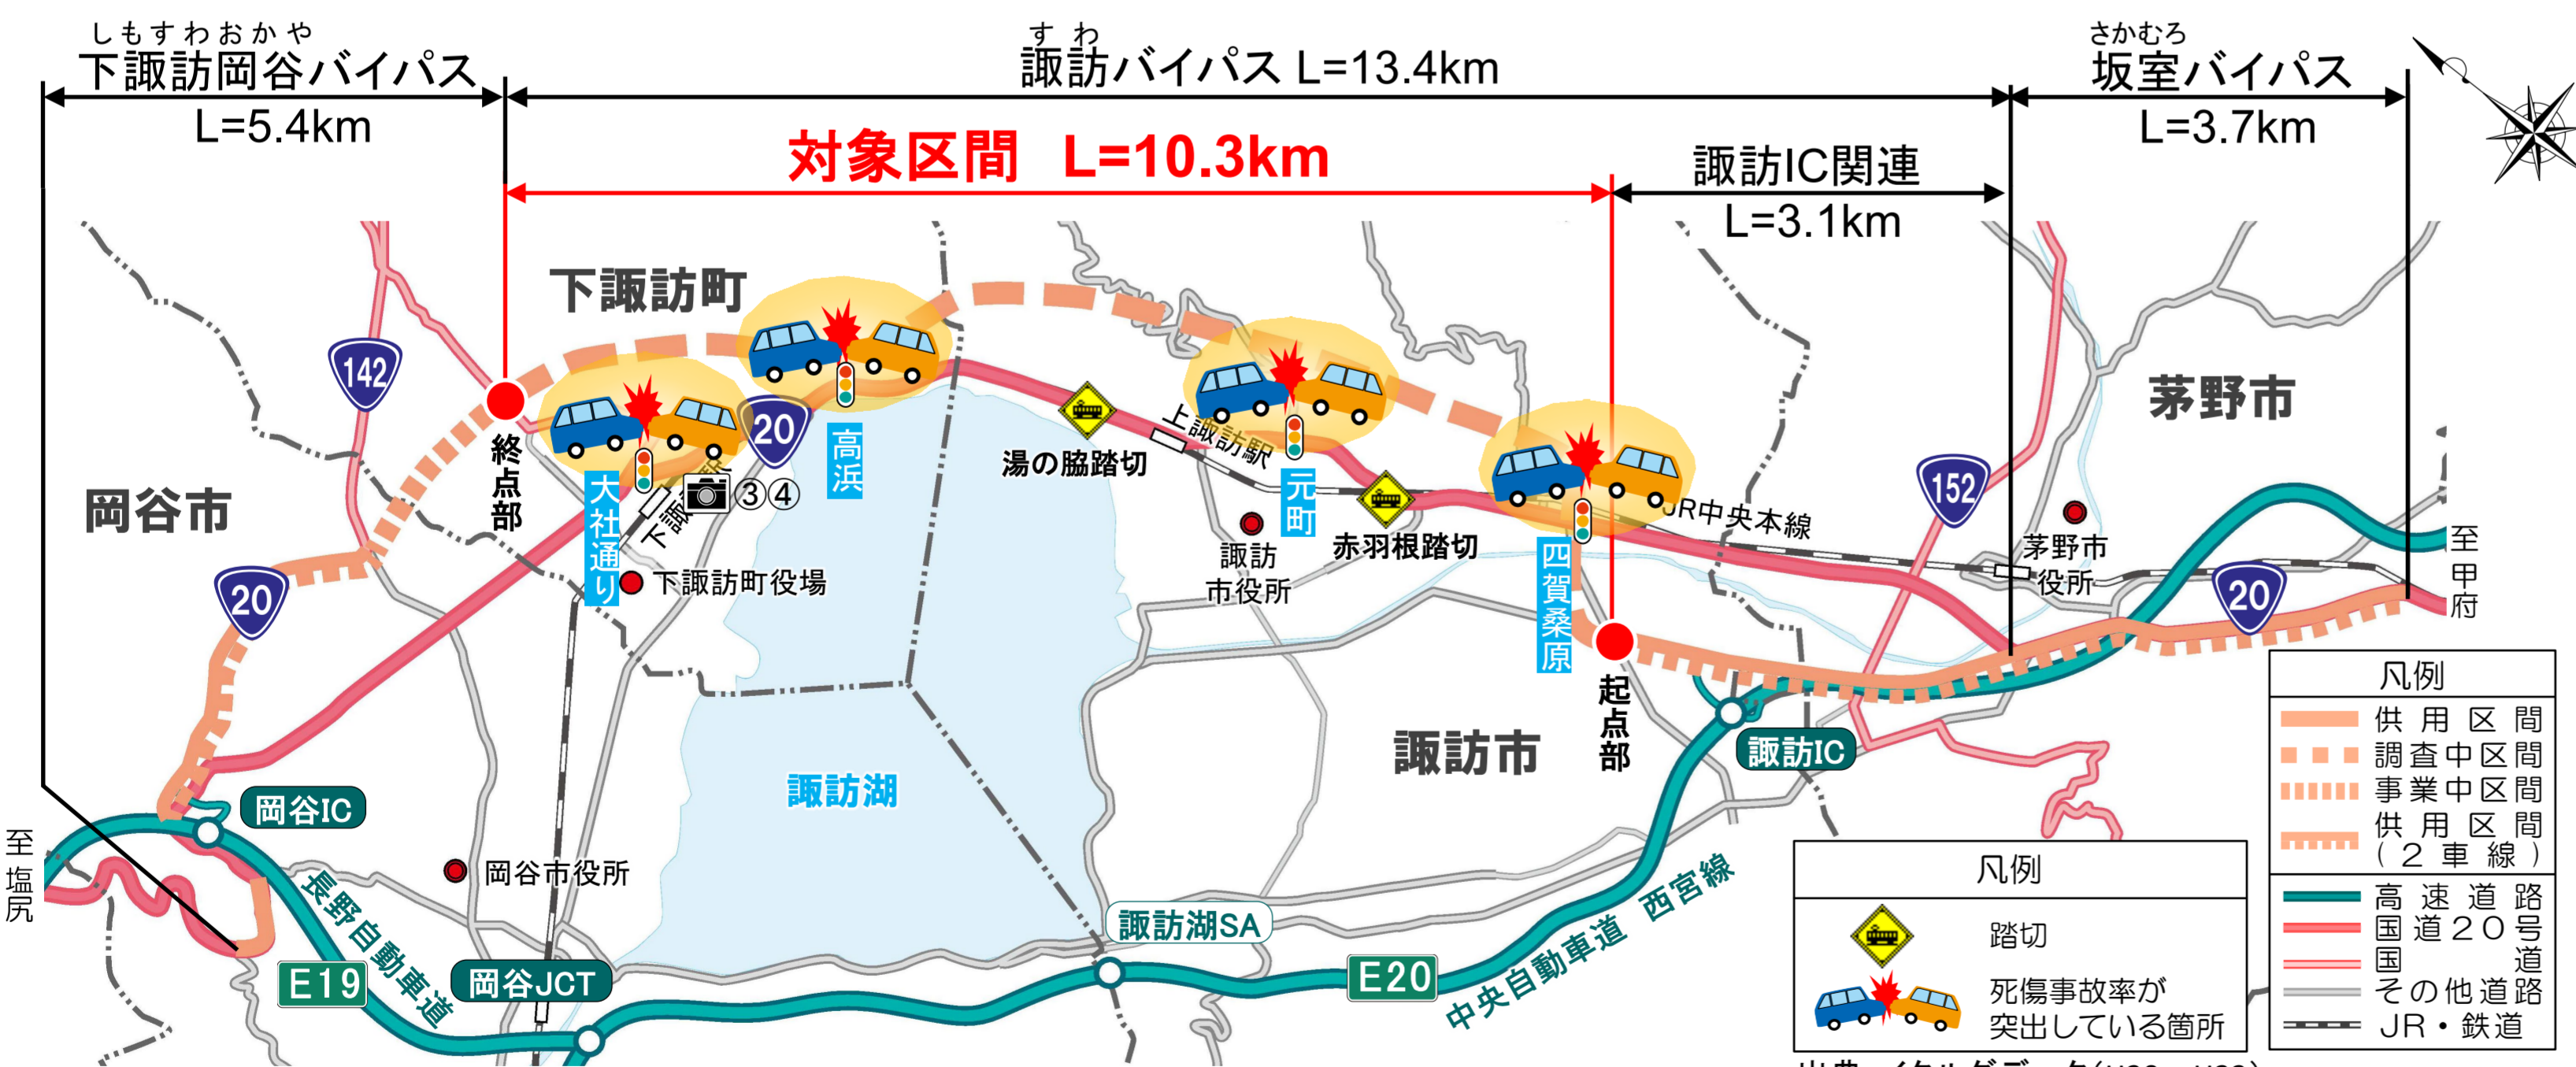 しもすわおかや
下諏訪岡谷バイパス
L=5.4km
すわ
諏訪バイパス L=13.4km
さかむろ
坂室バイパス
L=3.7km
対象区間 L=10.3km
諏訪IC関連
L=3.1km
下諏訪町
142
20
高浜
終点部
大社通り
③④
湯の脇踏切
上諏訪駅
元町
赤羽根踏切
JR中央本線
152
茅野市
岡谷市
20
下諏訪町役場
諏訪
市役所
四賀桑原
茅野市
役所
20
至甲府
起点部
諏訪市
諏訪IC
諏訪湖
岡谷IC
至塩尻
岡谷市役所
長野自動車道
E19
岡谷JCT
諏訪湖SA
E20
中央自動車道 西宮線
凡例
踏切
死傷事故率が
突出している箇所
凡例
供用区間
調査中区間
事業中区間
供用区間
(2車線)
高速道路
国道20号
国道
その他道路
JR・鉄道